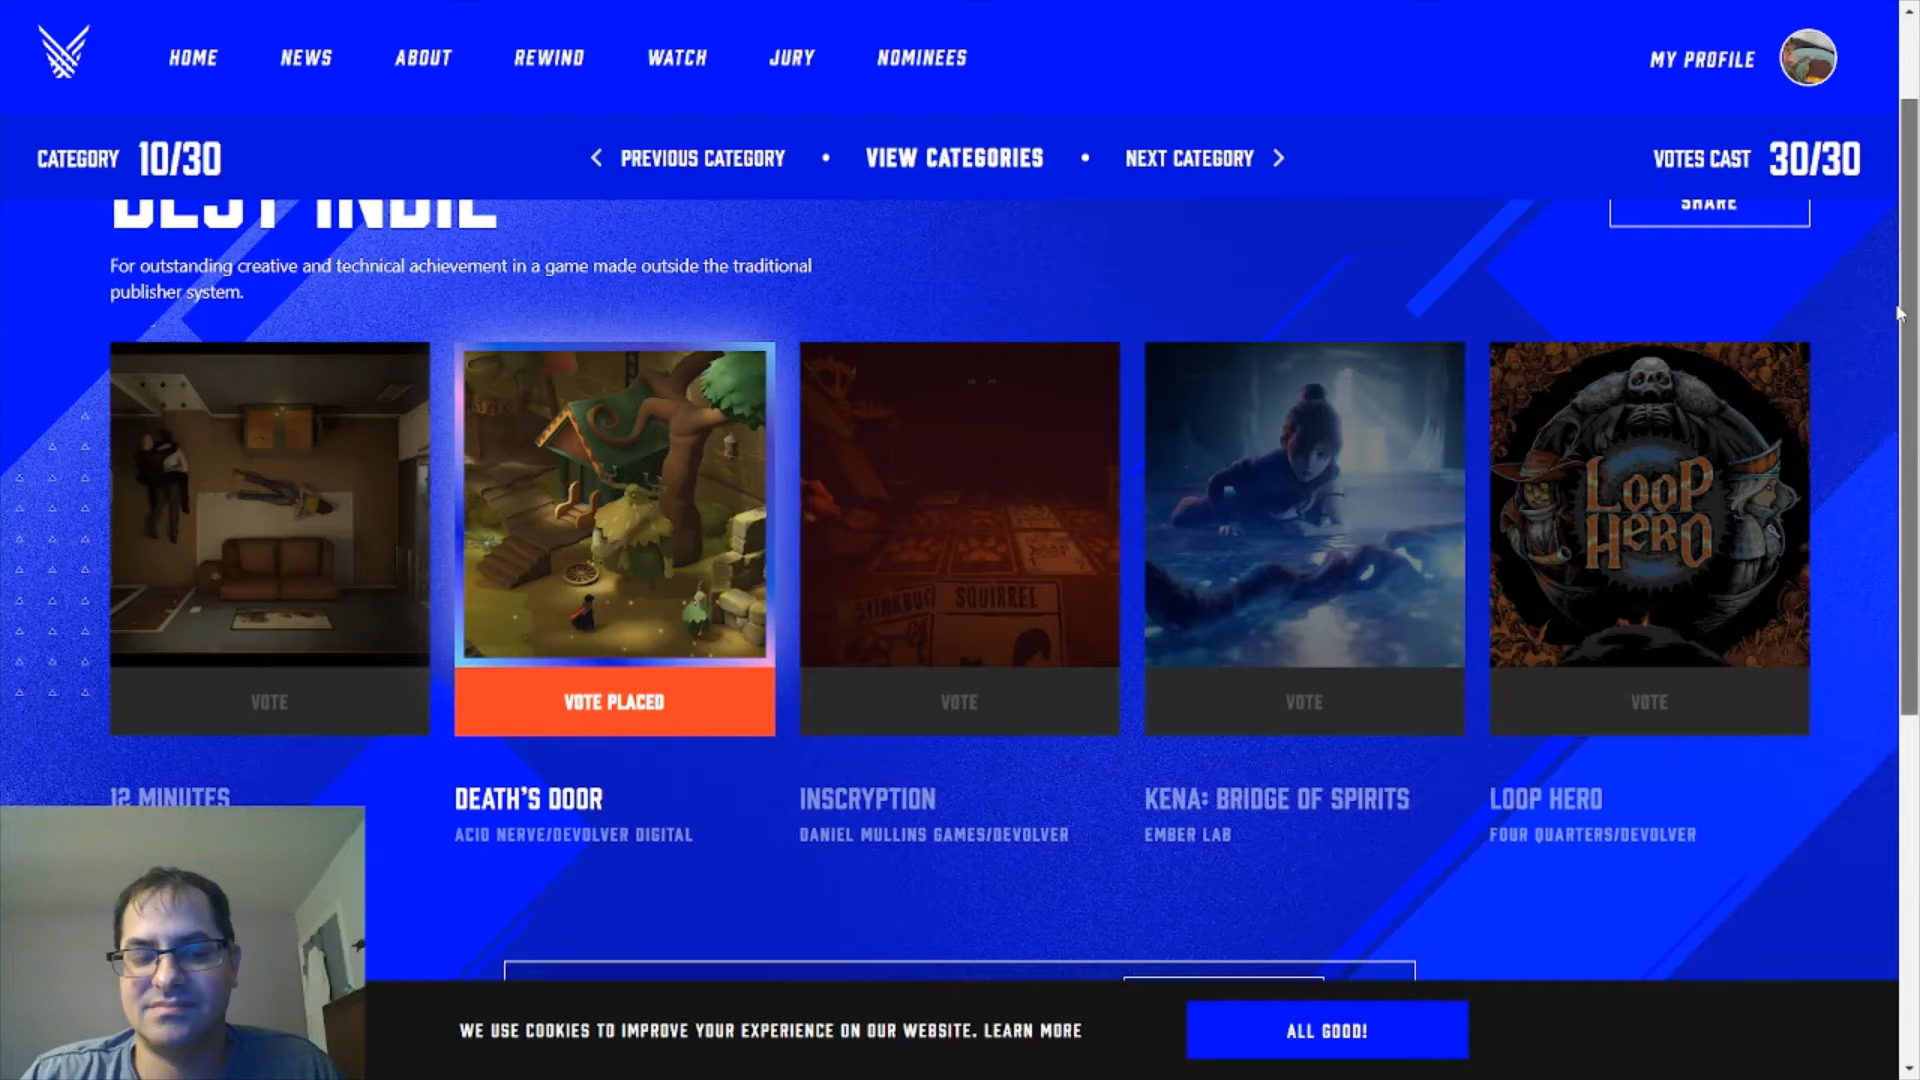 HOME
NEWS
ABOUT
REWIND
WATCH
JURY
NOMINEES
MY PROFILE
CATEGORY 10/30
PREVIOUS CATEGORY
VIEW CATEGORIES
NEXT CATEGORY
VOTES CAST 30/30
BEST INDIE
SHARE
For outstanding creative and technical achievement in a game made outside the traditional
publisher system.
SQUIRREL
LOOP
HERO
VOTE
VOTE PLACED
VOTE
VOTE
VOTE
12 MINUTES
DEATH'S DOOR
ACID NERVE/DEVOLVER DIGITAL
INSCRYPTION
DANIEL MULLINS GAMES/DEVOLVER
KENA: BRIDGE OF SPIRITS
EMBER LAB
LOOP HERO
FOUR QUARTERS/DEVOLVER
WE USE COOKIES TO IMPROVE YOUR EXPERIENCE ON OUR WEBSITE. LEARN MORE
ALL GOOD!